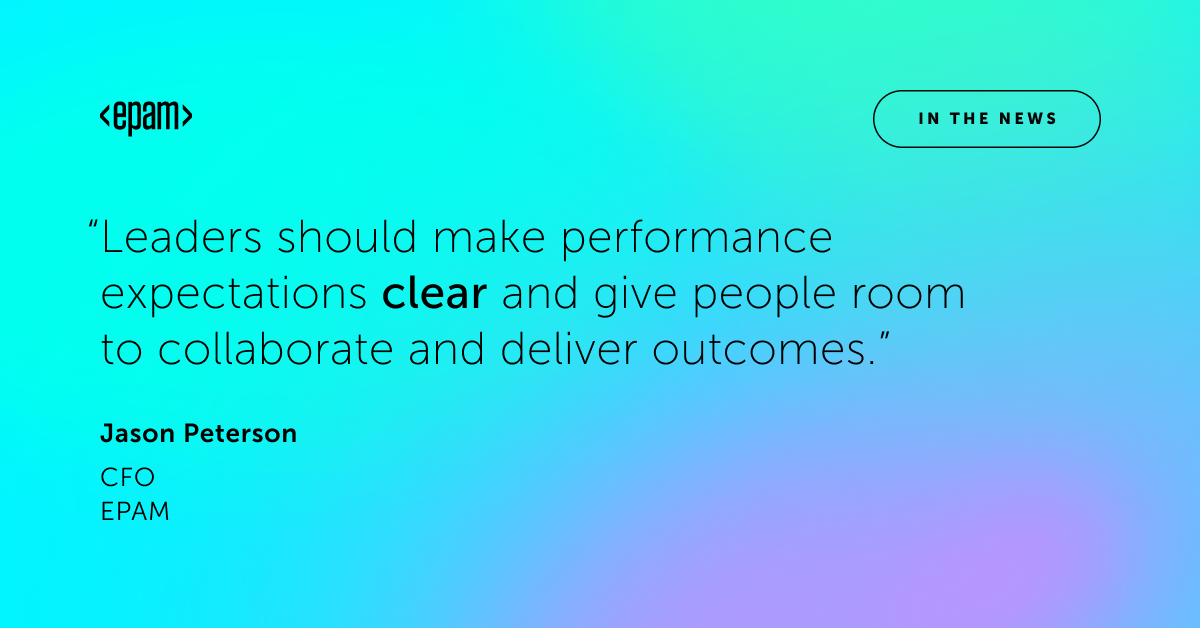 <epam>
IN THE NEWS
“Leaders should make performance
expectations clear and give people room
to collaborate and deliver outcomes.”
Jason Peterson
CFO
EPAM